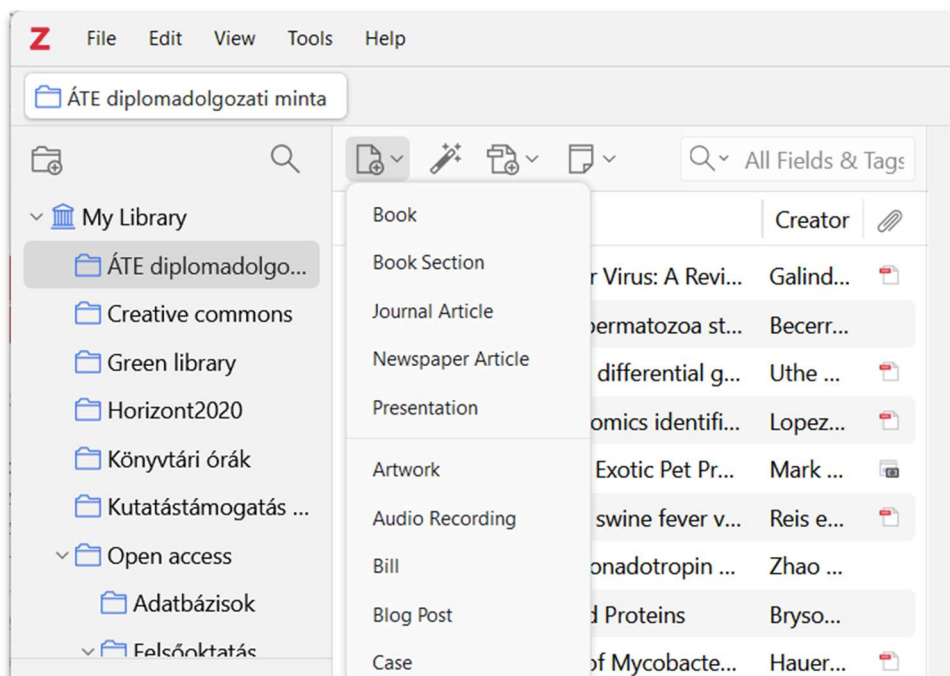 Z File Edit View Tools Help
ÁTE diplomadolgozati minta
All Fields & Tags
My Library
ÁTE diplomadolgo...
Creative commons
Green library
Horizont2020
Könyvtári órák
Kutatástámogatás ...
Open access
Adatbázisok
Felsőoktatás
Book
Book Section
Journal Article
Newspaper Article
Presentation
Artwork
Audio Recording
Bill
Blog Post
Case
Creator
r Virus: A Revi... Galind...
permatozoa st... Becerr...
differential g... Uthe ...
omics identifi... Lopez...
Exotic Pet Pr... Mark ...
swine fever v... Reis e...
onadotropin ... Zhao ...
d Proteins Bryso...
of Mycobacte... Hauer...